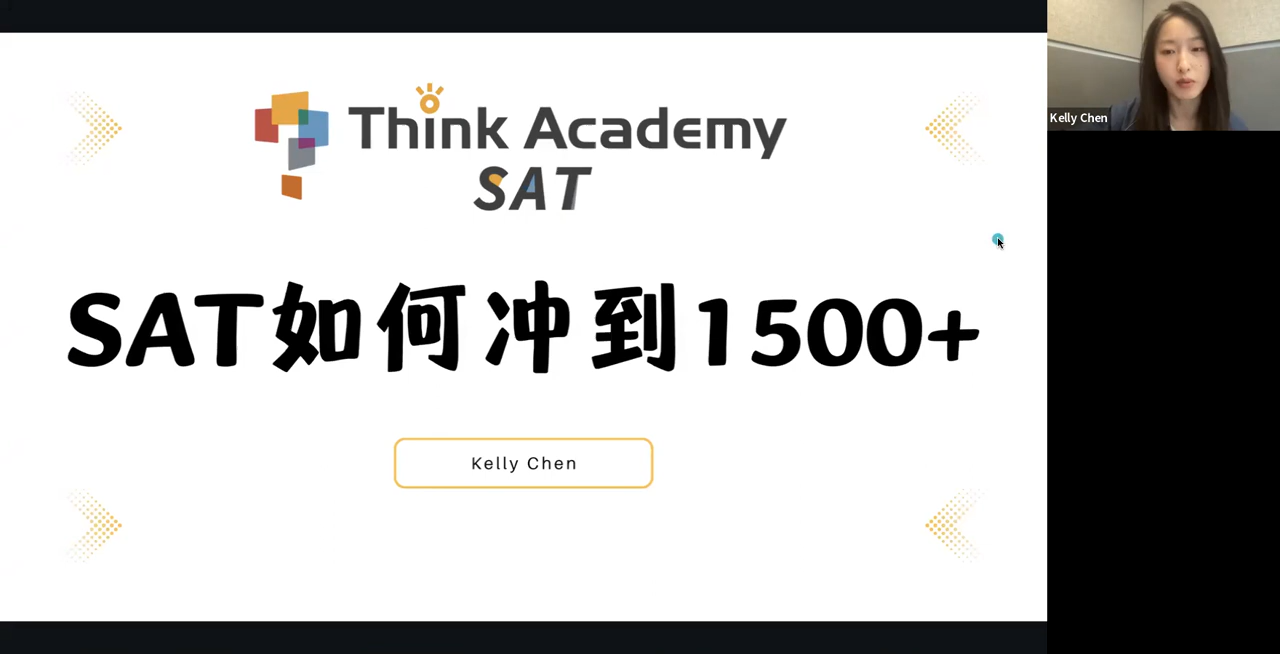 Think Academy
SAT
SAT如何冲到1500+
Kelly Chen
Kelly Chen